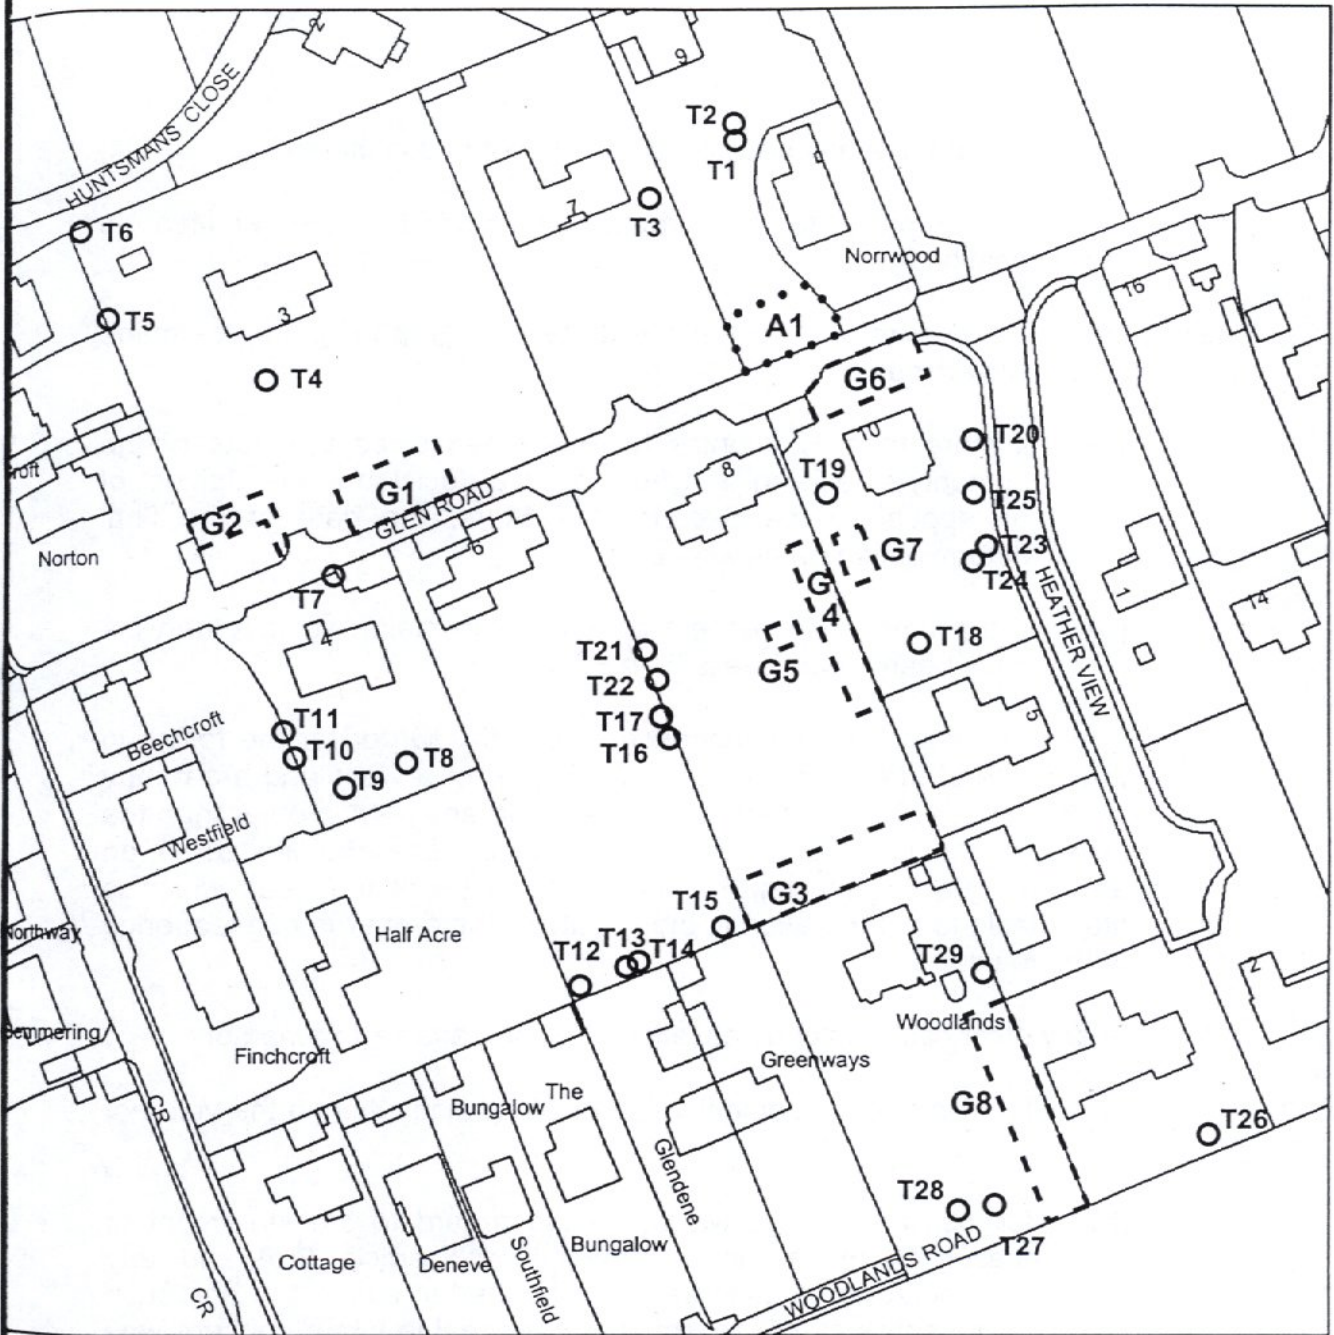 2
HUNTSMANS CLOSE
9
T2
T1
7
T3
T6
Norrwood
T5
3
A1
16
T4
G6
10
T20
8
T19
T25
G1
GLEN ROAD
G2
6
Norton
G7
T23
T24
T7
G
4
HEATHER VIEW
1
14
4
T21
G5
T18
T22
T17
T16
5
T11
T10
Beechcroft
T8
T9
Westfield
G3
T15
Northway
Half Acre
T13
T14
T12
T29
2
Woodlands
Finchcroft
Greenways
CR
Bungalow
The
G8
T26
Glendene
T28
T27
Bungalow
Cottage
Deneve
Southfield
WOODLANDS ROAD
CR